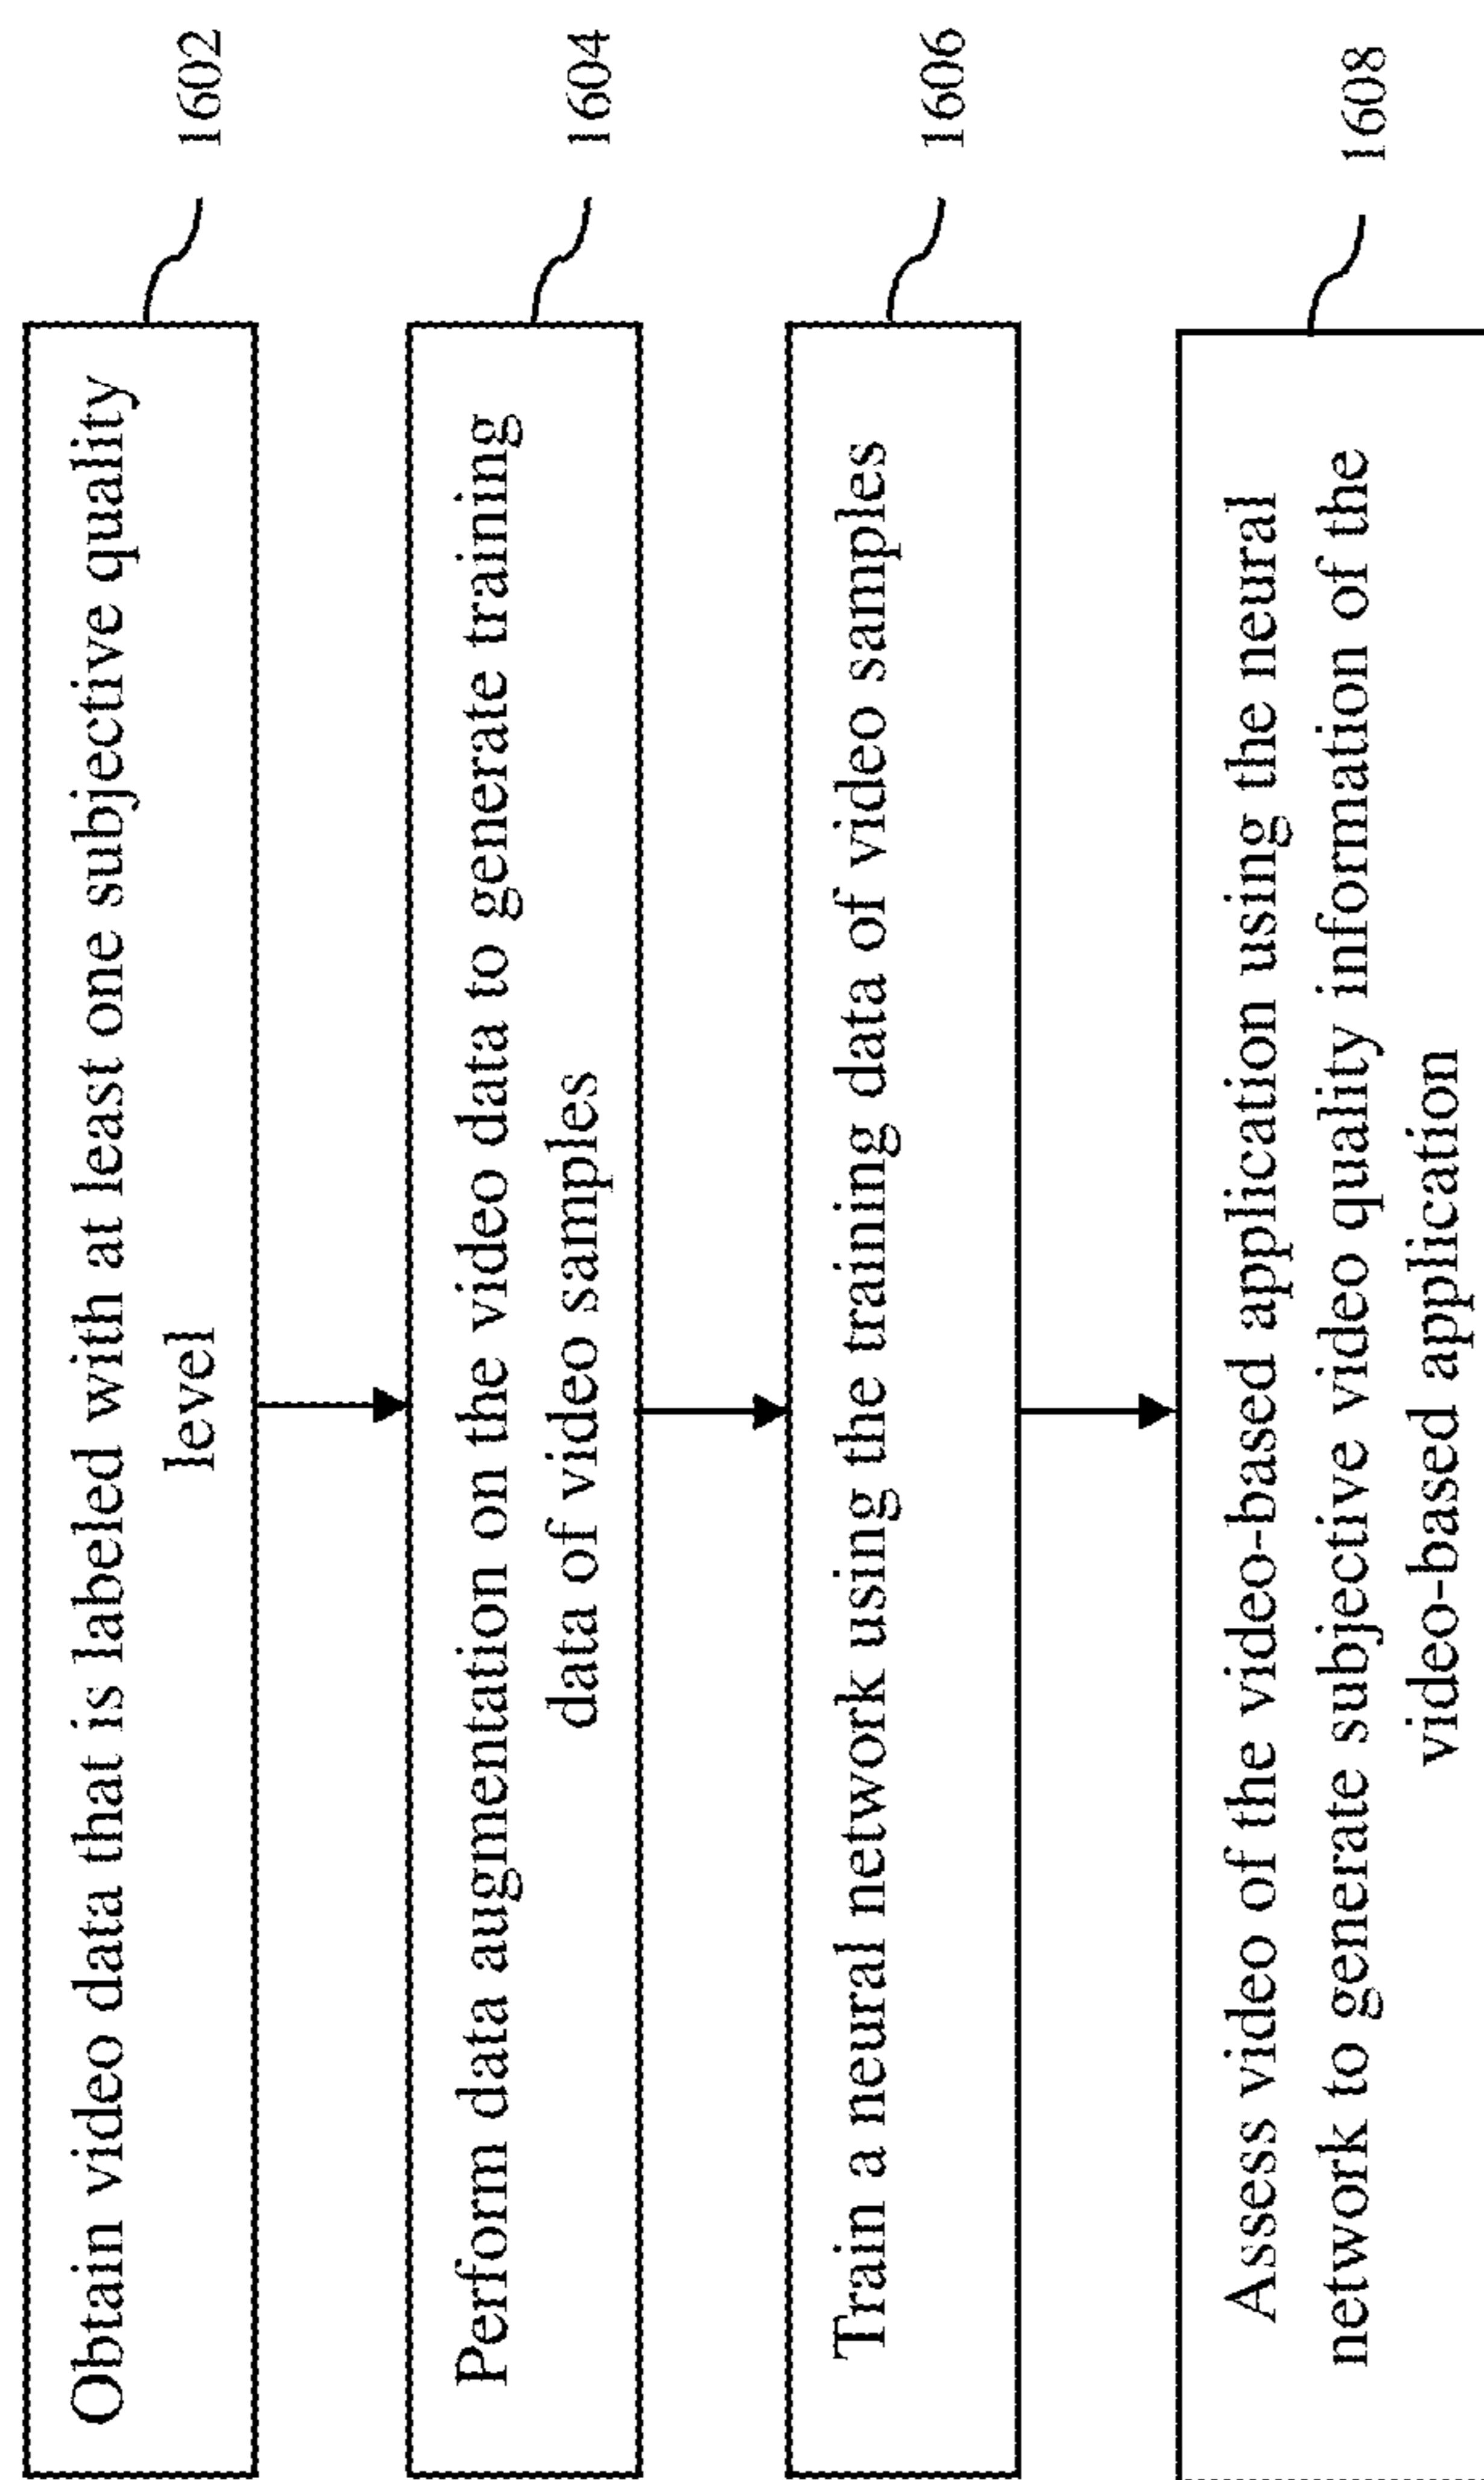 Obtain video data that is labeled with at least one subjective quality
level
1602
Perform data augmentation on the video data to generate training
data of video samples
1604
Train a neural network using the training data of video samples
1606
Assess video of the video-based application using the neural
network to generate subjective video quality information of the
video-based application
1608